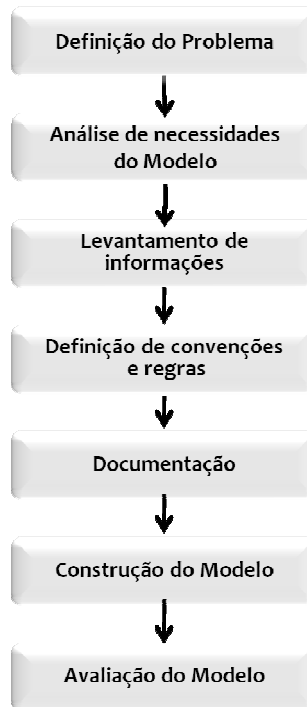 Definição do Problema
Análise de necessidades
do Modelo
Levantamento de
informações
Definição de convenções
e regras
Documentação
Construção do Modelo
Avaliação do Modelo